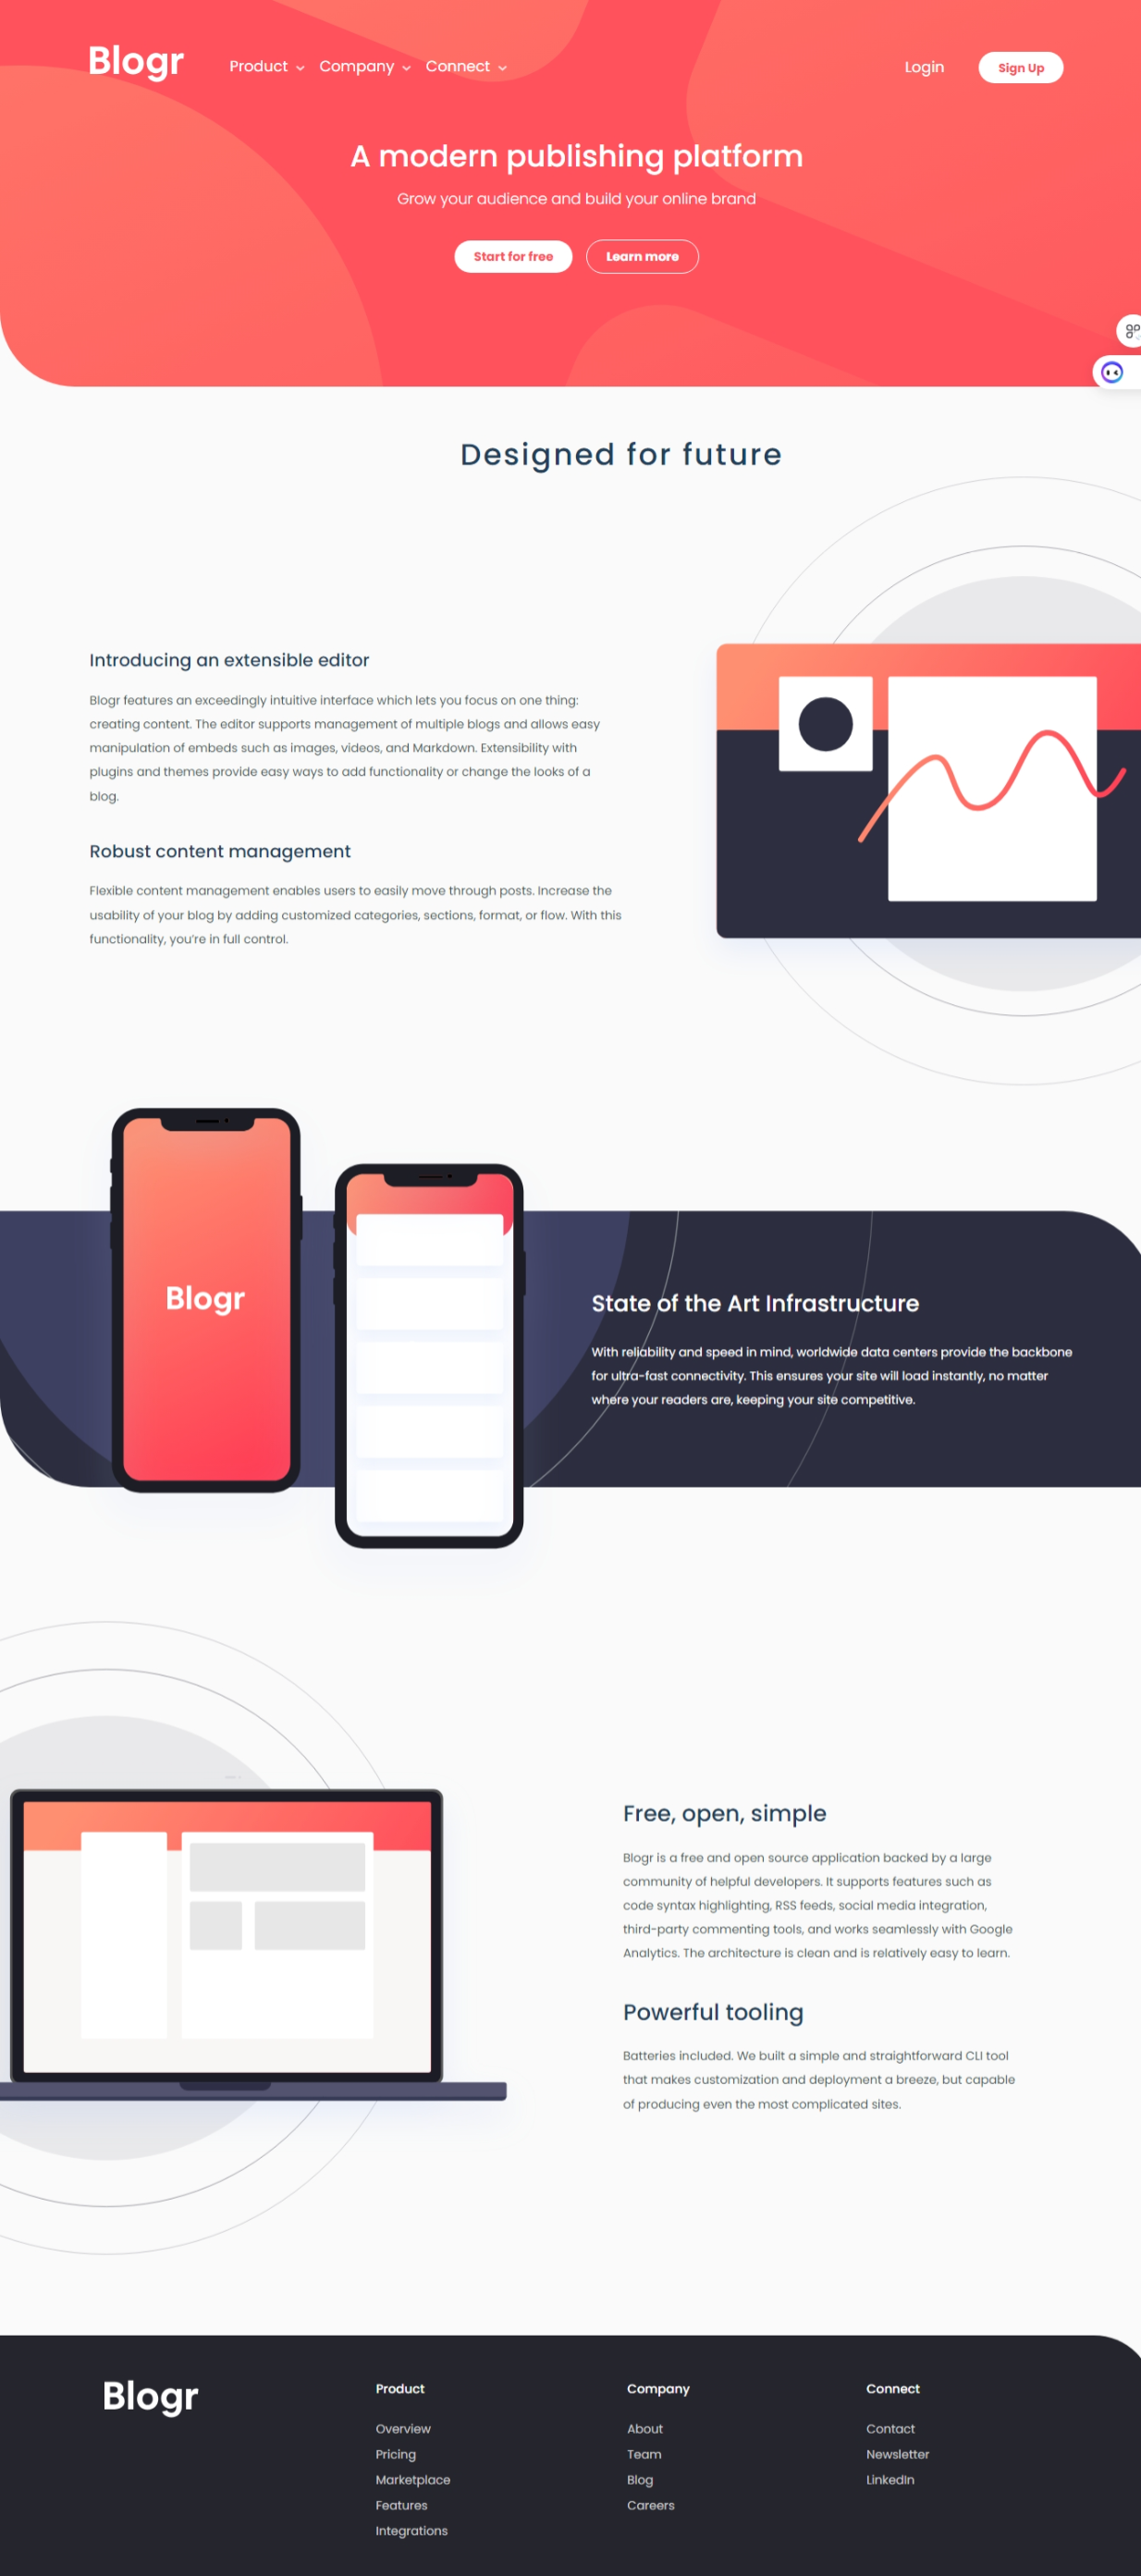 Blogr
Product
Company
Connect
Login
Sign Up
A modern publishing platform
Grow your audience and build your online brand
Start for free
Learn more
Designed for future
Introducing an extensible editor
Blogr features an exceedingly intuitive interface which lets you focus on one thing:
creating content. The editor supports management of multiple blogs and allows easy
manipulation of embeds such as images, videos, and Markdown. Extensibility with
plugins and themes provide easy ways to add functionality or change the looks of a
blog.
Robust content management
Flexible content management enables users to easily move through posts. Increase the
usability of your blog by adding customized categories, sections, format, or flow. With this
functionality, you're in full control.
Blogr
State of the Art Infrastructure
With reliability and speed in mind, worldwide data centers provide the backbone
for ultra-fast connectivity. This ensures your site will load instantly, no matter
where your readers are, keeping your site competitive.
Free, open, simple
Blogr is a free and open source application backed by a large
community of helpful developers. It supports features such as
code syntax highlighting, RSS feeds, social media integration,
third-party commenting tools, and works seamlessly with Google
Analytics. The architecture is clean and is relatively easy to learn.
Powerful tooling
Batteries included. We built a simple and straightforward CLI tool
that makes customization and deployment a breeze, but capable
of producing even the most complicated sites.
Blogr
Product
Overview
Pricing
Marketplace
Features
Integrations
Company
About
Team
Blog
Careers
Connect
Contact
Newsletter
LinkedIn